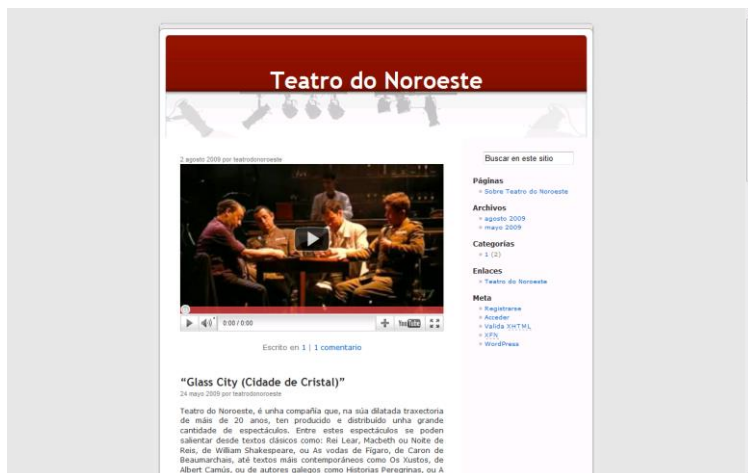 Teatro do Noroeste
2 agosto 2009 por teatrodonoroeste
0:00 / 0:00
YouTube
Escrito en 1 | 1 comentario
“Glass City (Cidade de Cristal)”
24 mayo 2009 por teatrodonoroeste
Teatro do Noroeste, é unha compañía que, na súa dilatada traxectoria
de máis de 20 anos, ten producido e distribuído unha grande
cantidade de espectáculos. Entre estes espectáculos se poden
salientar desde textos clásicos como: Rei Lear, Macbeth ou Noite de
Reis, de William Shakespeare, ou As vodas de Fígaro, de Caron de
Beaumarchais, até textos máis contemporáneos como Os Xustos, de
Albert Camús, ou de autores galegos como Historias Peregrinas, ou A
Buscar en este sitio
Páginas
» Sobre Teatro do Noroeste
Archivos
» agosto 2009
» mayo 2009
Categorías
» 1 (2)
Enlaces
» Teatro do Noroeste
Meta
» Registrarse
» Acceder
» Valida XHTML
» XFN
» WordPress